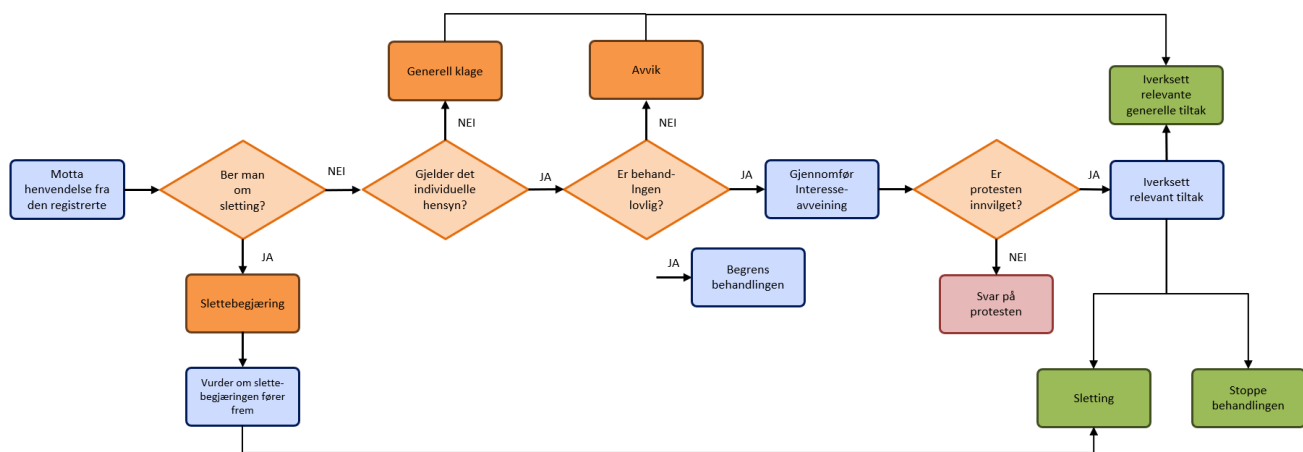 Generell klage
Avvik
Iverksett
relevante
generelle tiltak
NEI
NEI
Motta
henvendelse fra
den registrerte
Ber man
om
sletting?
NEI
Gjelder det
individuelle
hensyn?
JA
Er behand-
lngen
lovlig?
JA
Gjennomfør
Interesse-
avveining
Er
protesten
innvilget?
JA
Iverksett
relevant tiltak
JA
JA
Begrens
behandlingen
NEI
Slettebegjæring
Svar på
protesten
Vurder om slette-
begjæringen fører
frem
Sletting
Stoppe
behandlingen